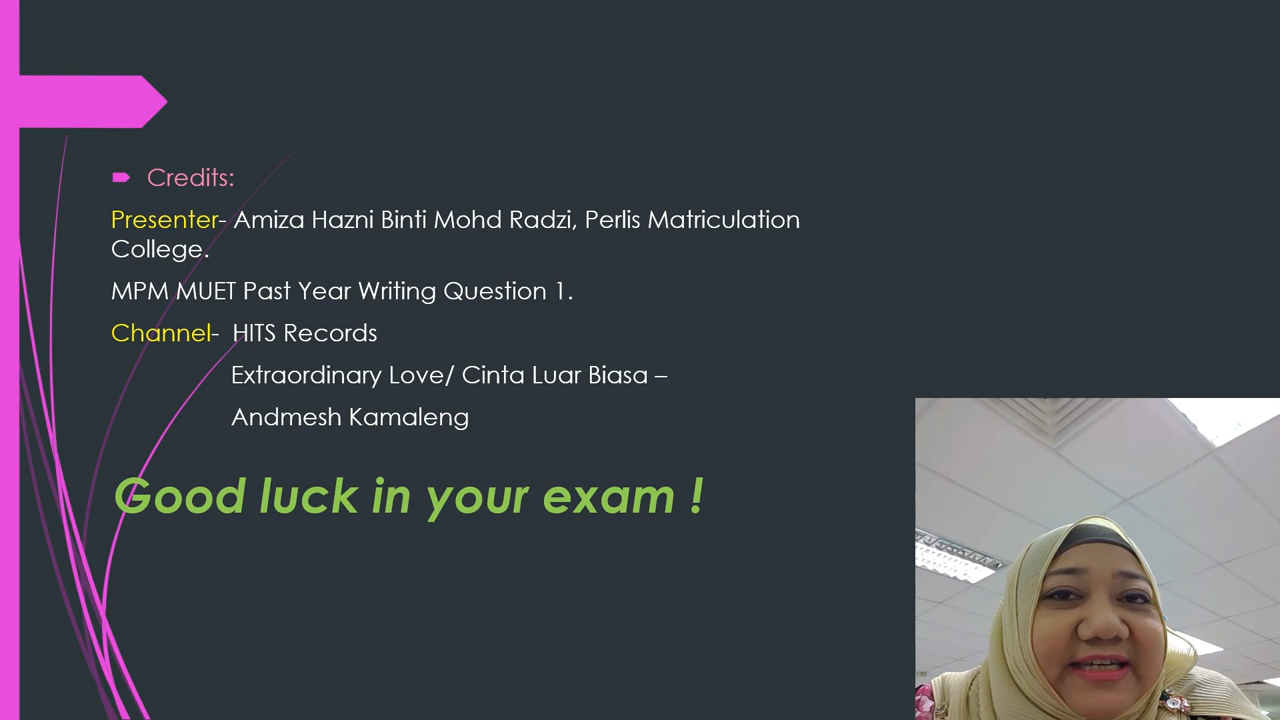 Credits:
Presenter- Amiza Hazni Binti Mohd Radzi, Perlis Matriculation
College.
MPM MUET Past Year Writing Question 1.
Channel- HITS Records
Extraordinary Love/ Cinta Luar Biasa –
Andmesh Kamaleng
Good luck in your exam !